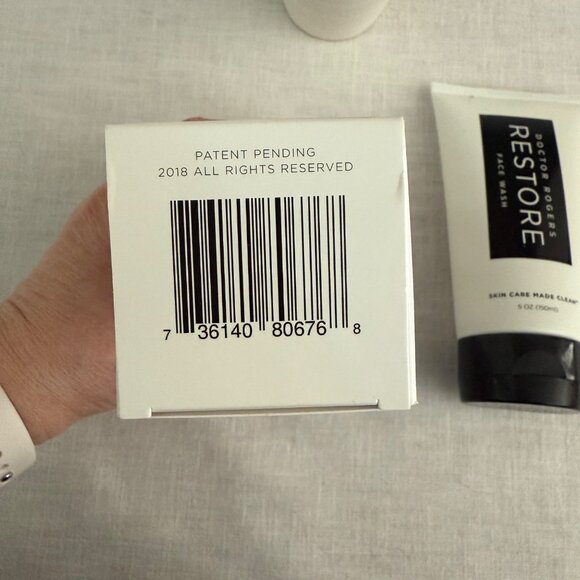 PATENT PENDING
2018 ALL RIGHTS RESERVED
7 36140 80676 8
DOCTOR ROGERS
RESTORE
FACE WASH
SKIN CARE MADE CLEAN
5 OZ (150ml)